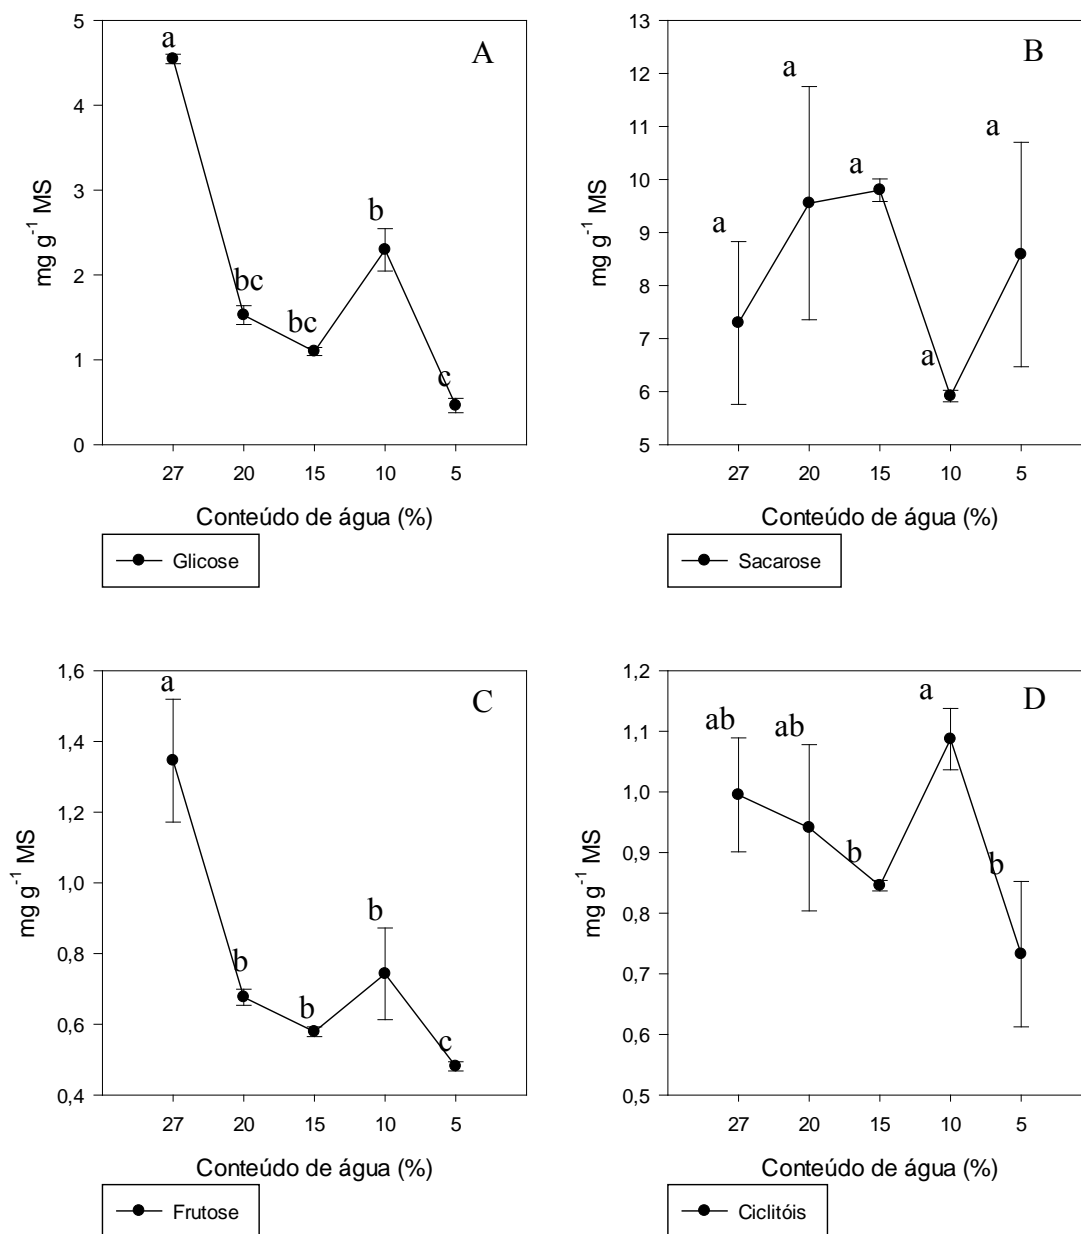 A
mg g-1 MS
5
4
3
2
1
0
a
bc
bc
b
c
27 20 15 10 5
Conteúdo de água (%)
Glicose
B
mg g-1 MS
13
12
11
10
9
8
7
6
5
a
a
a
a
a
27 20 15 10 5
Conteúdo de água (%)
Sacarose
C
mg g-1 MS
1,6
1,4
1,2
1,0
0,8
0,6
0,4
a
b
b
b
c
27 20 15 10 5
Conteúdo de água (%)
Frutose
D
mg g-1 MS
1,2
1,1
1,0
0,9
0,8
0,7
0,6
0,5
ab
ab
b
a
b
27 20 15 10 5
Conteúdo de água (%)
Ciclitóis